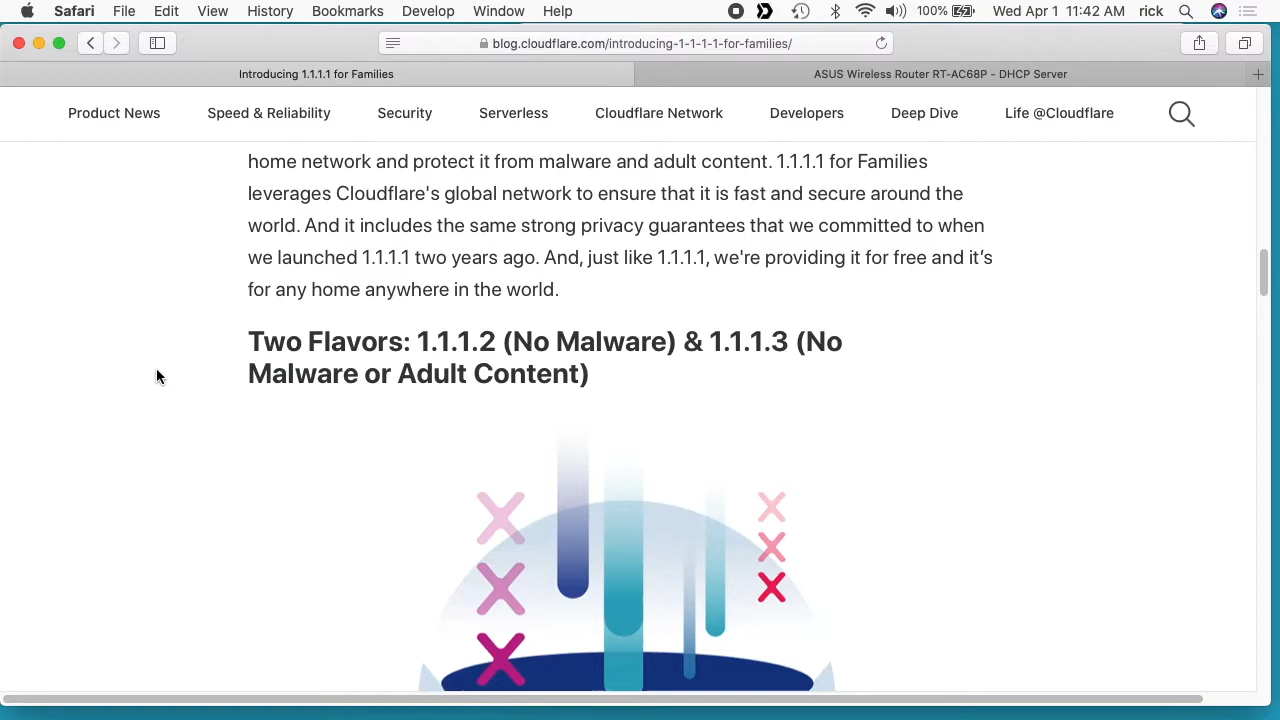 Safari File Edit View History Bookmarks Develop Window Help 100% Wed Apr 1 11:42 AM rick
blog.cloudflare.com/introducing-1-1-1-1-for-families/
Introducing 1.1.1.1 for Families ASUS Wireless Router RT-AC68P - DHCP Server
Product News Speed & Reliability Security Serverless Cloudflare Network Developers Deep Dive Life @Cloudflare
home network and protect it from malware and adult content. 1.1.1.1 for Families
leverages Cloudflare's global network to ensure that it is fast and secure around the
world. And it includes the same strong privacy guarantees that we committed to when
we launched 1.1.1.1 two years ago. And, just like 1.1.1.1, we're providing it for free and it’s
for any home anywhere in the world.
Two Flavors: 1.1.1.2 (No Malware) & 1.1.1.3 (No
Malware or Adult Content)